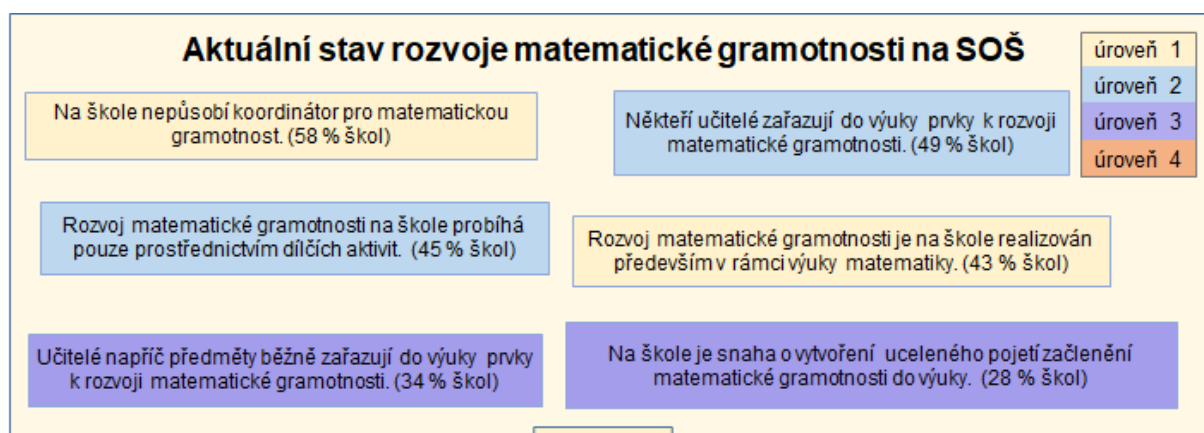 Aktuální stav rozvoje matematické gramotnosti na SOŠ
úroveň 1
úroveň 2
úroveň 3
úroveň 4
Na škole nepůsobí koordinátor pro matematickou
gramotnost. (58 % škol)
Někteří učitelé zařazují do výuky prvky k rozvoji
matematické gramotnosti. (49 % škol)
Rozvoj matematické gramotnosti na škole probíhá
pouze prostřednictvím dílčích aktivit. (45 % škol)
Rozvoj matematické gramotnosti je na škole realizován
především v rámci výuky matematiky. (43 % škol)
Učitelé napříč předměty běžně zařazují do výuky prvky
k rozvoji matematické gramotnosti. (34 % škol)
Na škole je snaha o vytvoření uceleného pojetí začlenění
matematické gramotnosti do výuky. (28 % škol)